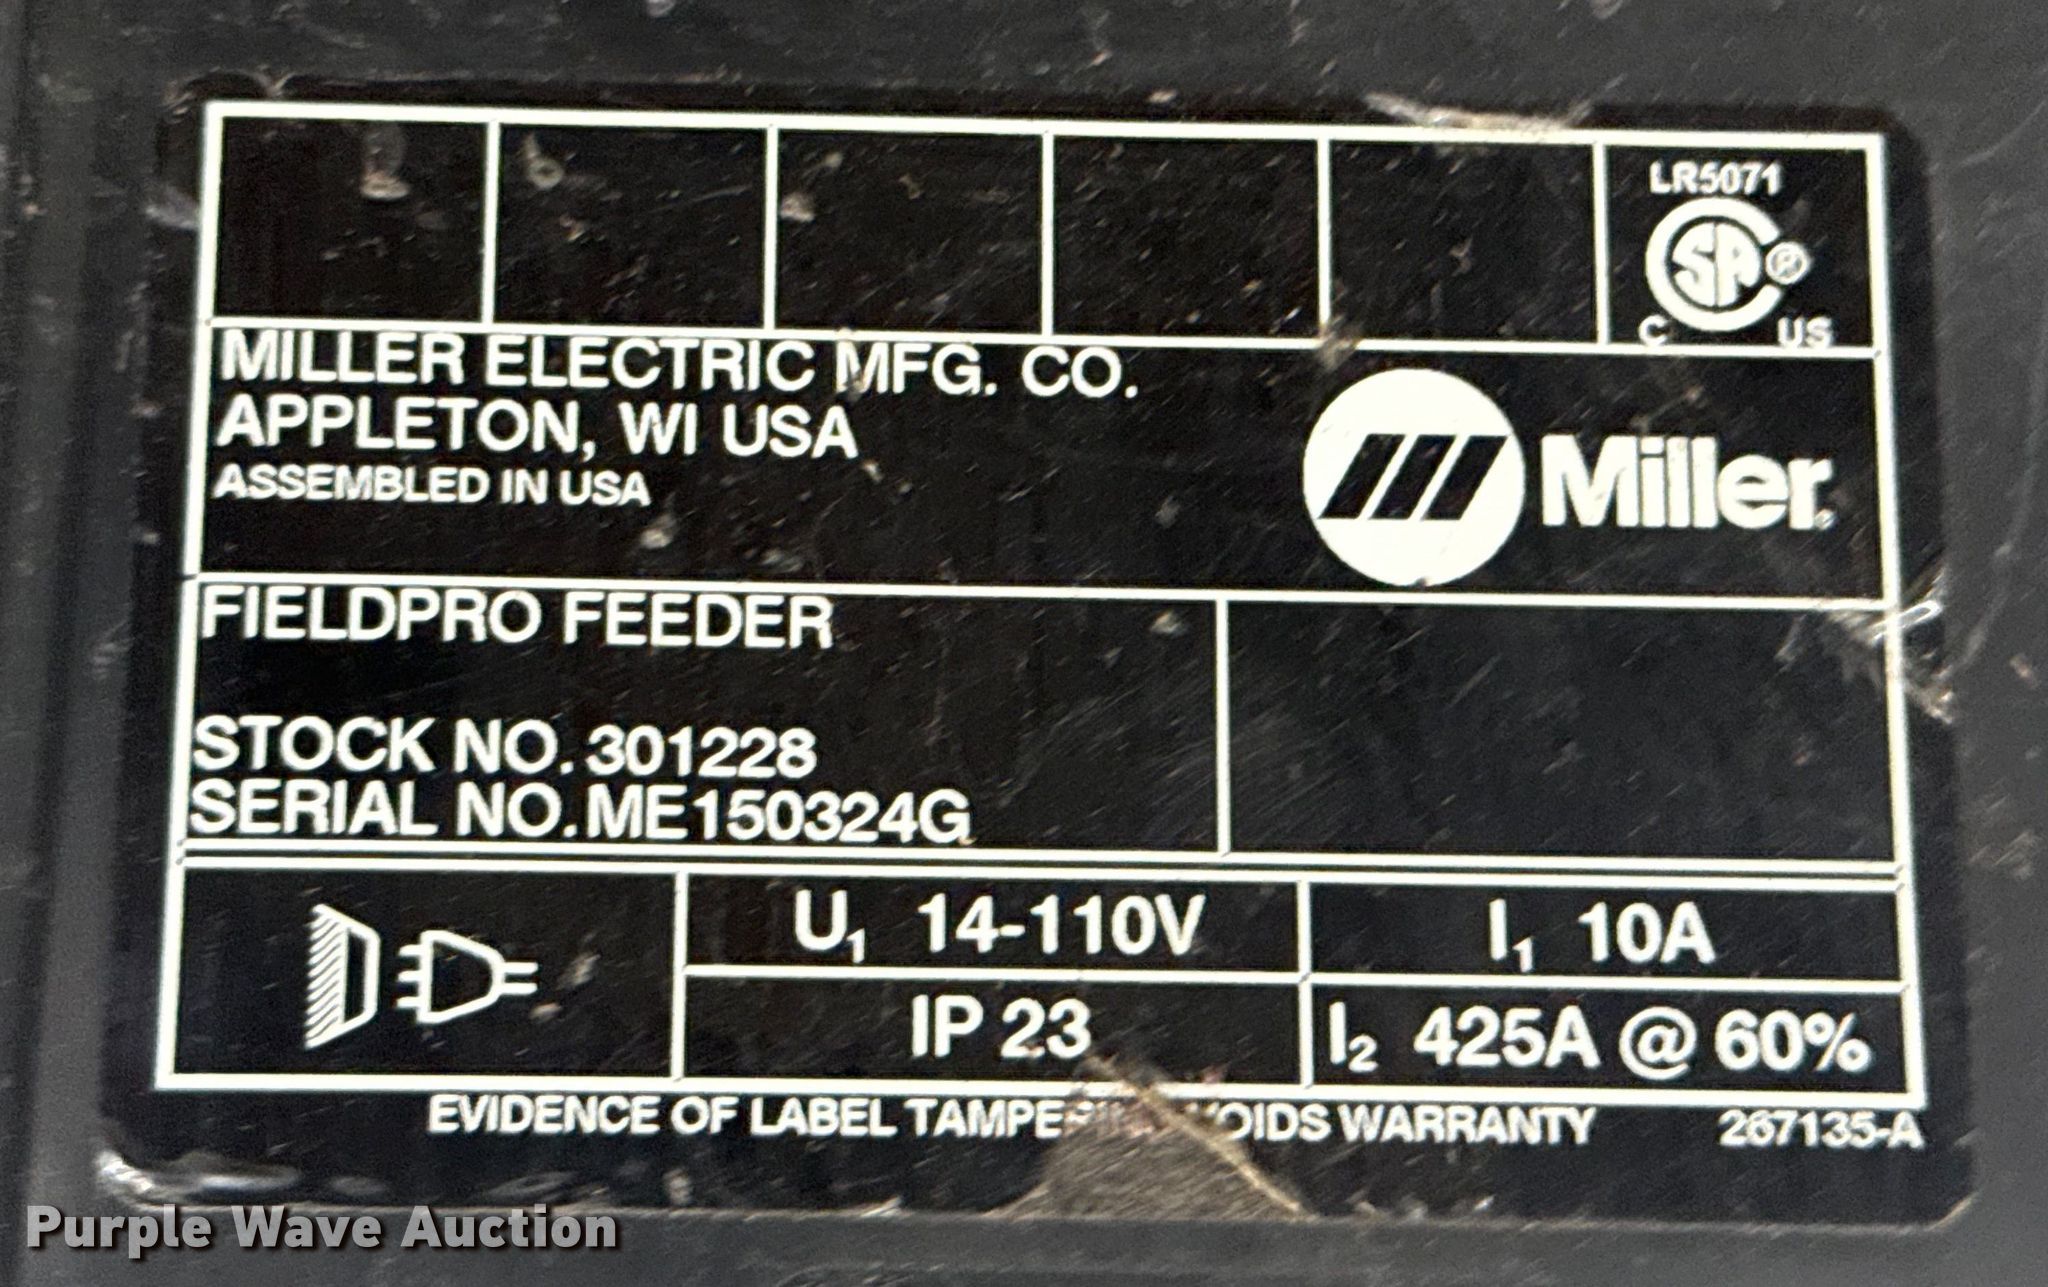 LR5071
CSA®
C US
MILLER ELECTRIC MFG. CO.
APPLETON, WI USA
ASSEMBLED IN USA
Miller®
FIELDPRO FEEDER
STOCK NO. 301228
SERIAL NO. ME150324G
U₁ 14-110V
I₁ 10A
IP 23
I₂ 425A @ 60%
EVIDENCE OF LABEL TAMPERING VOIDS WARRANTY
267135-A
Purple Wave Auction